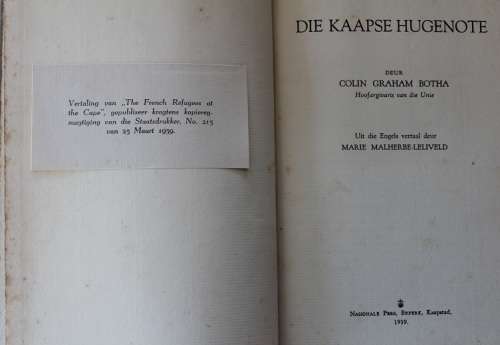 Vertaling van „The French Refugees at
the Cape”, gepubliseer kragtens kopiereg-
magtiging van die Staatsdrukker, No. 215
van 25 Maart 1939.
DIE KAAPSE HUGENOTE
DEUR
COLIN GRAHAM BOTHA
Hoofargivaris van die Unie
Uit die Engels vertaal deur
MARIE MALHERBE-LELIVELD
NASIONALE PERS, BEPERK, Kaapstad,
1939.